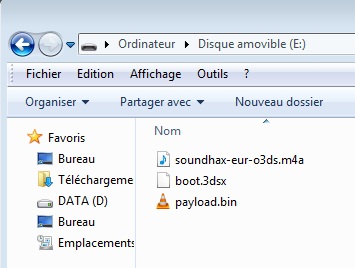 Ordinateur ▸ Disque amovible (E:)
Fichier Edition Affichage Outils ?
Organiser Partager avec Nouveau dossier
Nom
Favoris
Bureau
Téléchargeme
DATA (D)
Bureau
Emplacements
soundhax-eur-o3ds.m4a
boot.3dsx
payload.bin